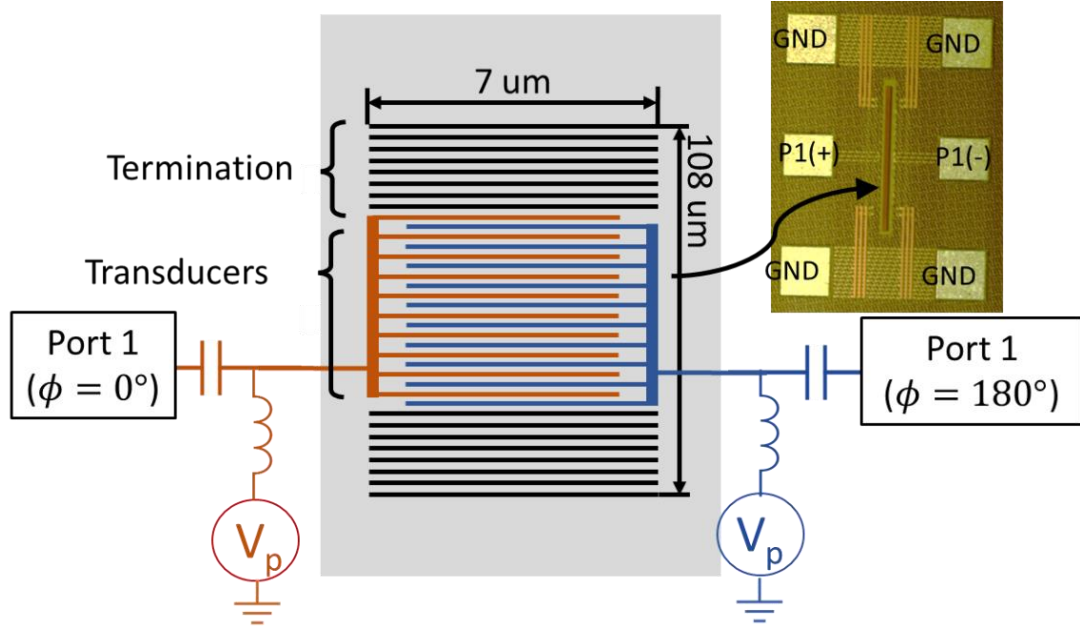 7 um
108 um
Termination
Transducers
Port 1
(ϕ = 0°)
Vp
Port 1
(ϕ = 180°)
Vp
GND
GND
P1(+)
P1(-)
GND
GND